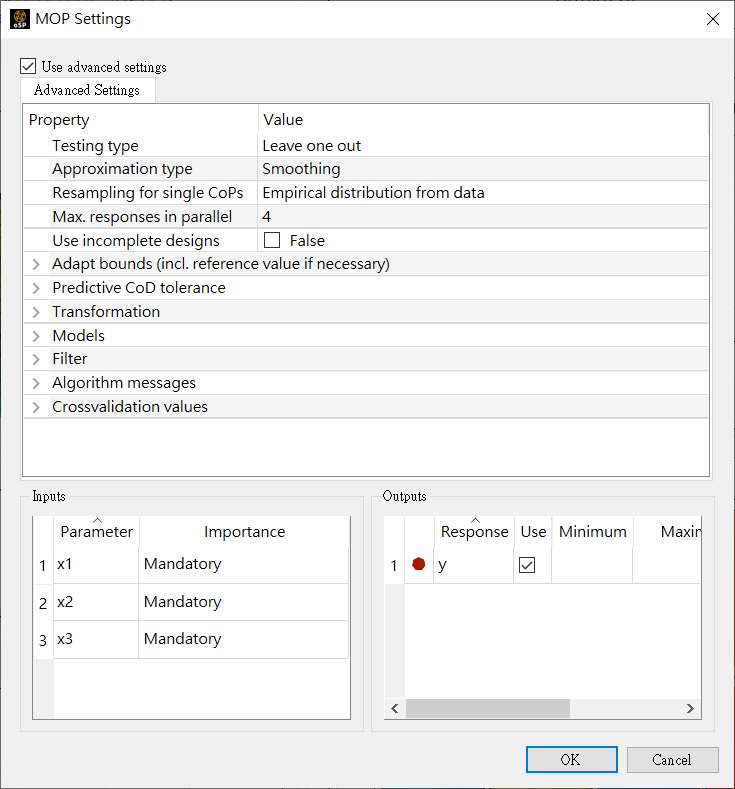 oSP MOP Settings
Use advanced settings
Advanced Settings
Property Value
Testing type Leave one out
Approximation type Smoothing
Resampling for single CoPs Empirical distribution from data
Max. responses in parallel 4
Use incomplete designs False
Adapt bounds (incl. reference value if necessary)
Predictive CoD tolerance
Transformation
Models
Filter
Algorithm messages
Crossvalidation values
Inputs
Parameter Importance
1 x1 Mandatory
2 x2 Mandatory
3 x3 Mandatory
Outputs
Response Use Minimum Maxin
1 y
OK Cancel